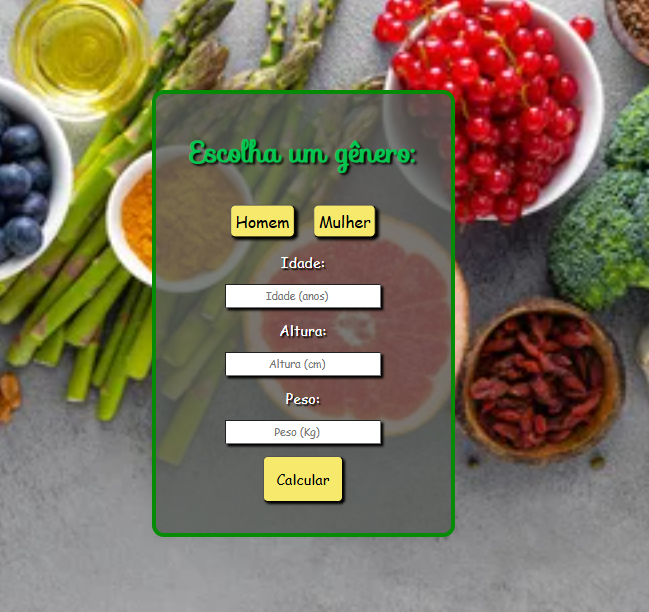 Escolha um gênero:
Homem Mulher
Idade:
Idade (anos)
Altura:
Altura (cm)
Peso:
Peso (Kg)
Calcular